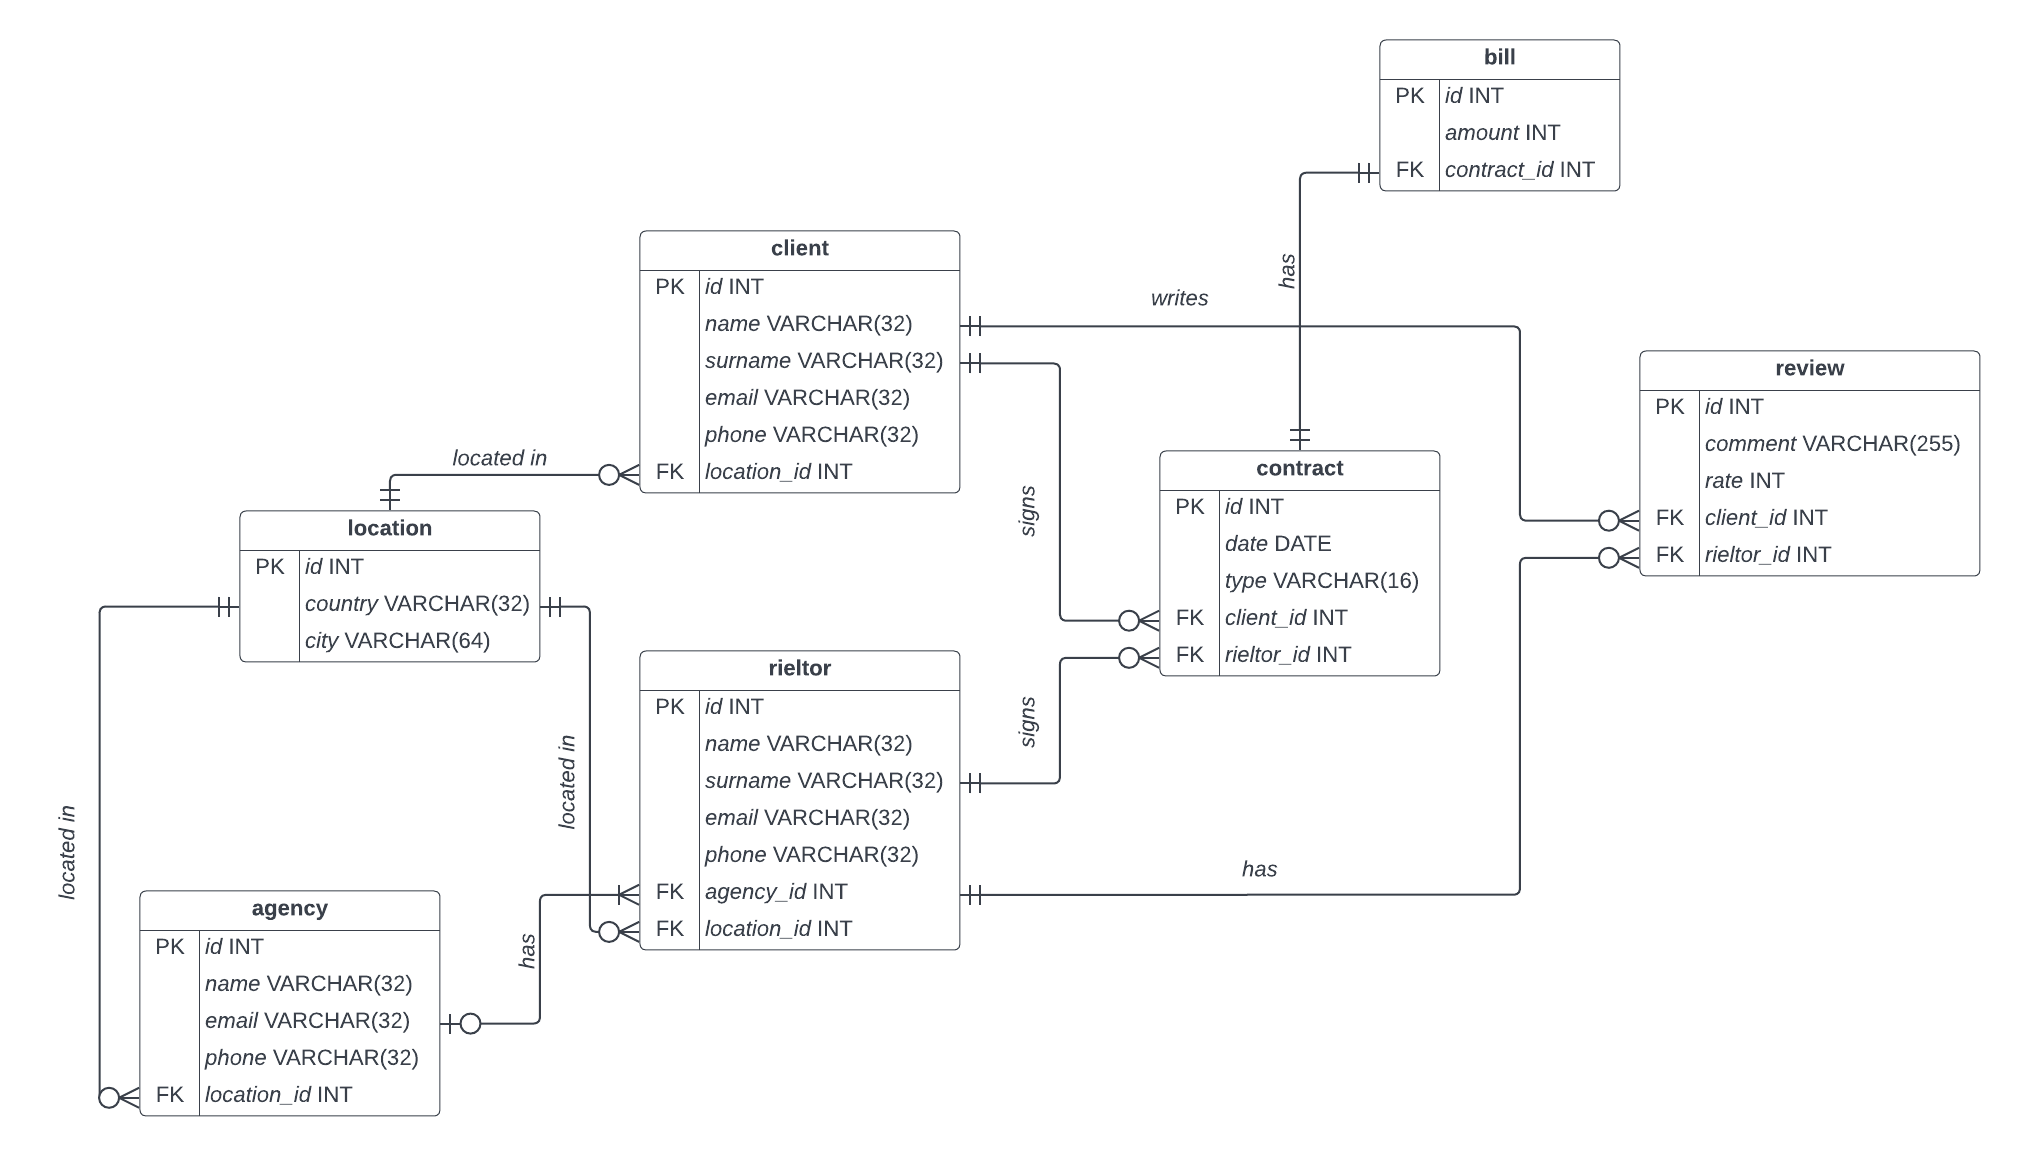 bill
PK id INT
amount INT
FK contract_id INT
client
PK id INT
name VARCHAR(32)
surname VARCHAR(32)
email VARCHAR(32)
phone VARCHAR(32)
FK location_id INT
writes
has
review
PK id INT
comment VARCHAR(255)
rate INT
FK client_id INT
FK rieltor_id INT
located in
signs
contract
PK id INT
date DATE
type VARCHAR(16)
FK client_id INT
FK rieltor_id INT
location
PK id INT
country VARCHAR(32)
city VARCHAR(64)
rieltor
PK id INT
name VARCHAR(32)
surname VARCHAR(32)
email VARCHAR(32)
phone VARCHAR(32)
FK agency_id INT
FK location_id INT
signs
located in
located in
has
has
agency
PK id INT
name VARCHAR(32)
email VARCHAR(32)
phone VARCHAR(32)
FK location_id INT